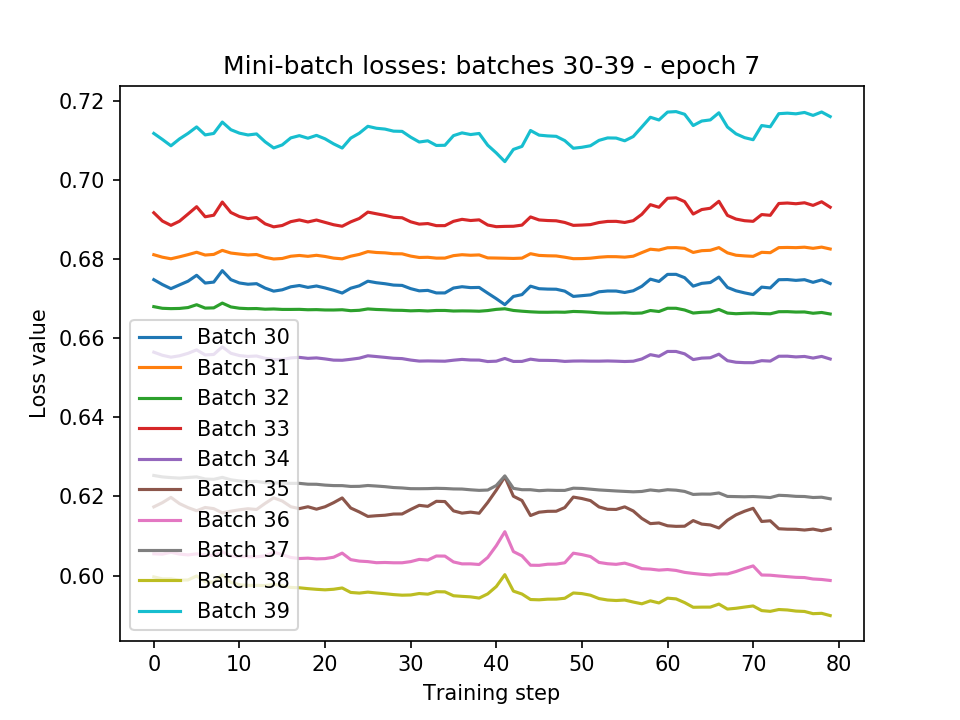 Mini-batch losses: batches 30-39 - epoch 7
0.72
0.70
0.68
0.66
0.64
0.62
0.60
Loss value
Batch 30
Batch 31
Batch 32
Batch 33
Batch 34
Batch 35
Batch 36
Batch 37
Batch 38
Batch 39
0 10 20 30 40 50 60 70 80
Training step